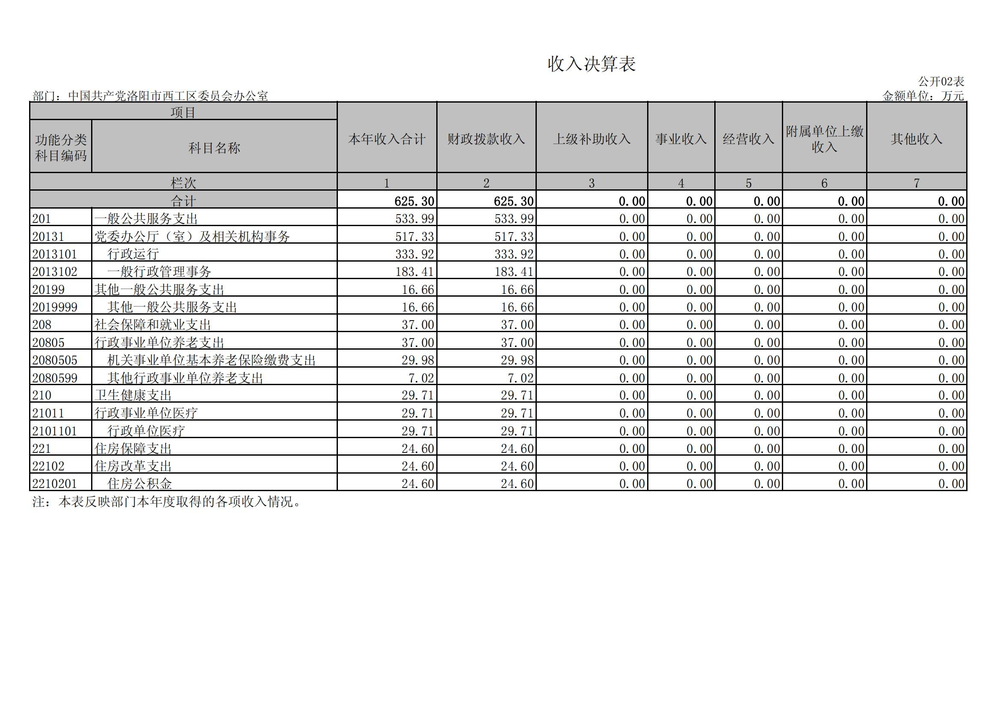 收入决算表
公开02表
部门：中国共产党洛阳市西工区委员会办公室 金额单位：万元
项目 本年收入合计 财政拨款收入 上级补助收入 事业收入 经营收入 附属单位上缴收入 其他收入
功能分类科目编码 科目名称
栏次 1 2 3 4 5 6 7
合计 625.30 625.30 0.00 0.00 0.00 0.00 0.00
201 一般公共服务支出 533.99 533.99 0.00 0.00 0.00 0.00 0.00
20131 党委办公厅（室）及相关机构事务 517.33 517.33 0.00 0.00 0.00 0.00 0.00
2013101 行政运行 333.92 333.92 0.00 0.00 0.00 0.00 0.00
2013102 一般行政管理事务 183.41 183.41 0.00 0.00 0.00 0.00 0.00
20199 其他一般公共服务支出 16.66 16.66 0.00 0.00 0.00 0.00 0.00
2019999 其他一般公共服务支出 16.66 16.66 0.00 0.00 0.00 0.00 0.00
208 社会保障和就业支出 37.00 37.00 0.00 0.00 0.00 0.00 0.00
20805 行政事业单位养老支出 37.00 37.00 0.00 0.00 0.00 0.00 0.00
2080505 机关事业单位基本养老保险缴费支出 29.98 29.98 0.00 0.00 0.00 0.00 0.00
2080599 其他行政事业单位养老支出 7.02 7.02 0.00 0.00 0.00 0.00 0.00
210 卫生健康支出 29.71 29.71 0.00 0.00 0.00 0.00 0.00
21011 行政事业单位医疗 29.71 29.71 0.00 0.00 0.00 0.00 0.00
2101101 行政单位医疗 29.71 29.71 0.00 0.00 0.00 0.00 0.00
221 住房保障支出 24.60 24.60 0.00 0.00 0.00 0.00 0.00
22102 住房改革支出 24.60 24.60 0.00 0.00 0.00 0.00 0.00
2210201 住房公积金 24.60 24.60 0.00 0.00 0.00 0.00 0.00
注：本表反映部门本年度取得的各项收入情况。